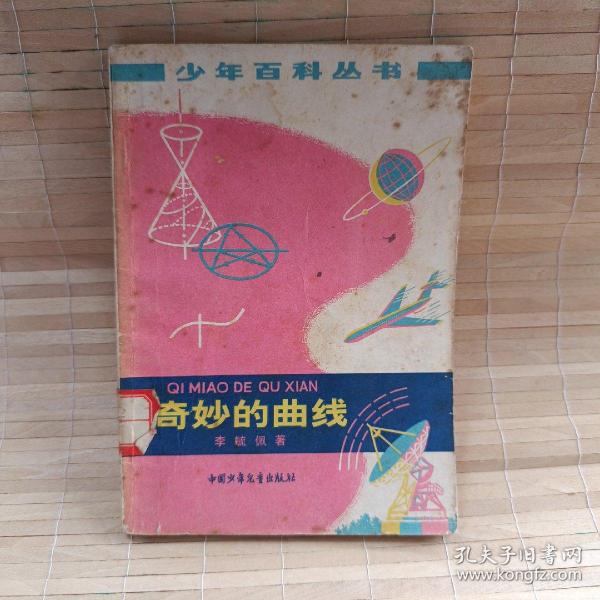 少年百科丛书
QI MIAO DE QU XIAN
奇妙的曲线
李毓佩著
中国少年儿童出版社
孔夫子旧书网
www.kongfz.com